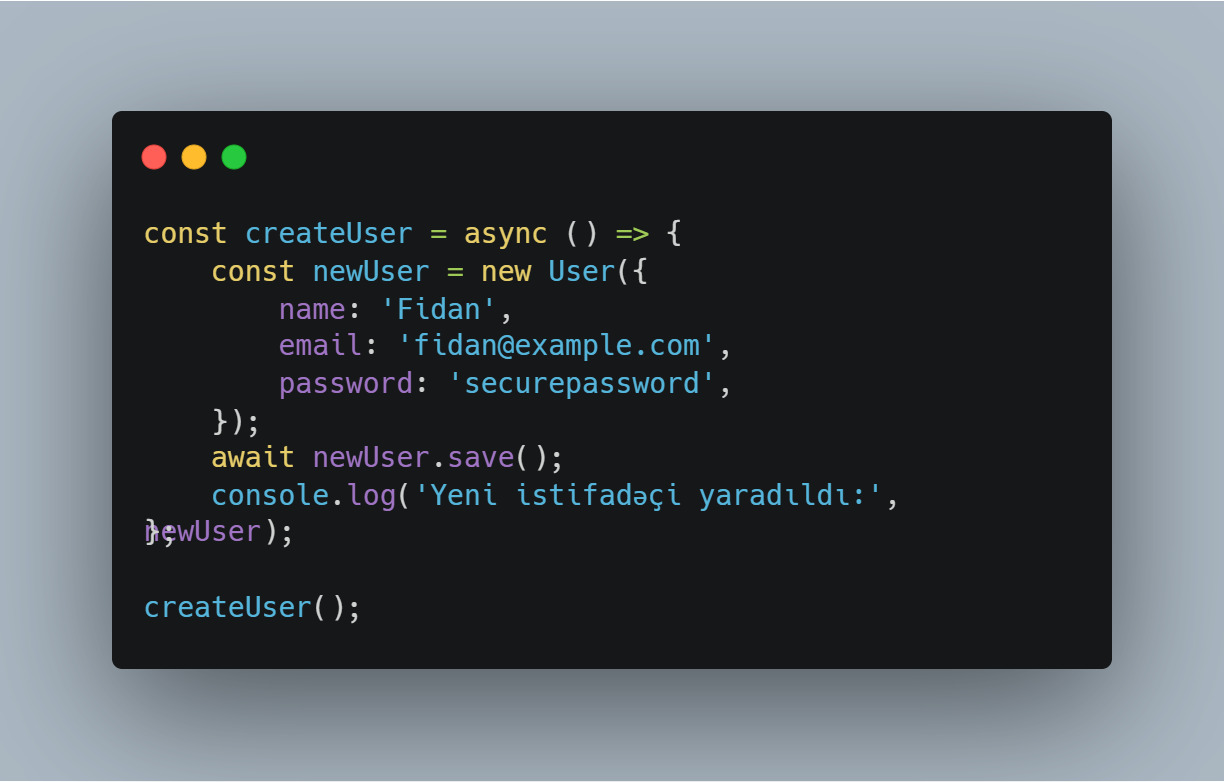 const createUser = async () => {
    const newUser = new User({
        name: 'Fidan',
        email: 'fidan@example.com',
        password: 'securepassword',
    });
    await newUser.save();
    console.log('Yeni istifadəçi yaradıldı:',
newUser);
};
createUser();